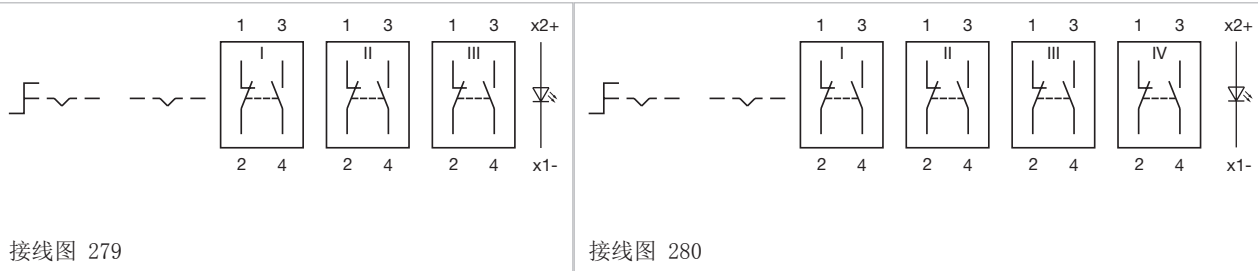 1 3 1 3 1 3 x2+
I II III
2 4 2 4 2 4 x1-
接线图 279
1 3 1 3 1 3 1 3 x2+
I II III IV
2 4 2 4 2 4 2 4 x1-
接线图 280